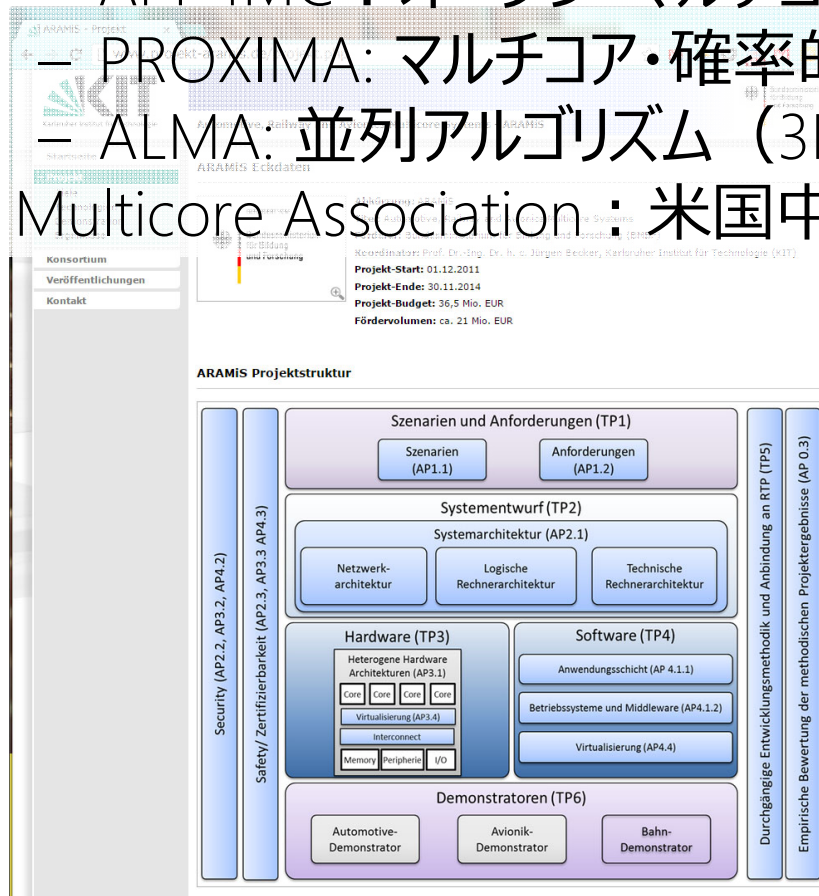 ARAMiS - Projekt
– PROXIMA: マルチコア・確率的
KIT
– ALMA: 並列アルゴリズム（3
ARAMiS Eckdaten
Multicore Association：米国中
für Bildung
und Forschung
Koordinator: Prof. Dr.-Ing. Dr. h. c. Jürgen Becker, Karlsruher Institut für Technologie (KIT)
Konsortium
Projekt-Start: 01.12.2011
Veröffentlichungen
Projekt-Ende: 30.11.2014
Kontakt
Projekt-Budget: 36,5 Mio. EUR
Fördervolumen: ca. 21 Mio. EUR
ARAMiS Projektstruktur
Security (AP2.2, AP3.2, AP4.2)
Safety/ Zertifizierbarkeit (AP2.3, AP3.3 AP4.3)
Szenarien und Anforderungen (TP1)
Szenarien
(AP1.1)
Anforderungen
(AP1.2)
Systementwurf (TP2)
Systemarchitektur (AP2.1)
Netzwerk-
architektur
Logische
Rechnerarchitektur
Technische
Rechnerarchitektur
Hardware (TP3)
Heterogene Hardware
Architekturen (AP3.1)
Core Core Core Core
Virtualisierung (AP3.4)
Interconnect
Memory Peripherie I/O
Software (TP4)
Anwendungsschicht (AP 4.1.1)
Betriebssysteme und Middleware (AP4.1.2)
Virtualisierung (AP4.4)
Demonstratoren (TP6)
Automotive-
Demonstrator
Avionik-
Demonstrator
Bahn-
Demonstrator
Durchgängige Entwicklungsmethodik und Anbindung an RTP (TP5)
Empirische Bewertung der methodischen Projektergebnisse (AP 0.3)